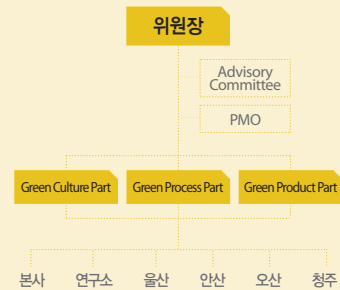 위원장
Advisory
Committee
PMO
Green Culture Part
Green Process Part
Green Product Part
본사
연구소
울산
안산
오산
청주